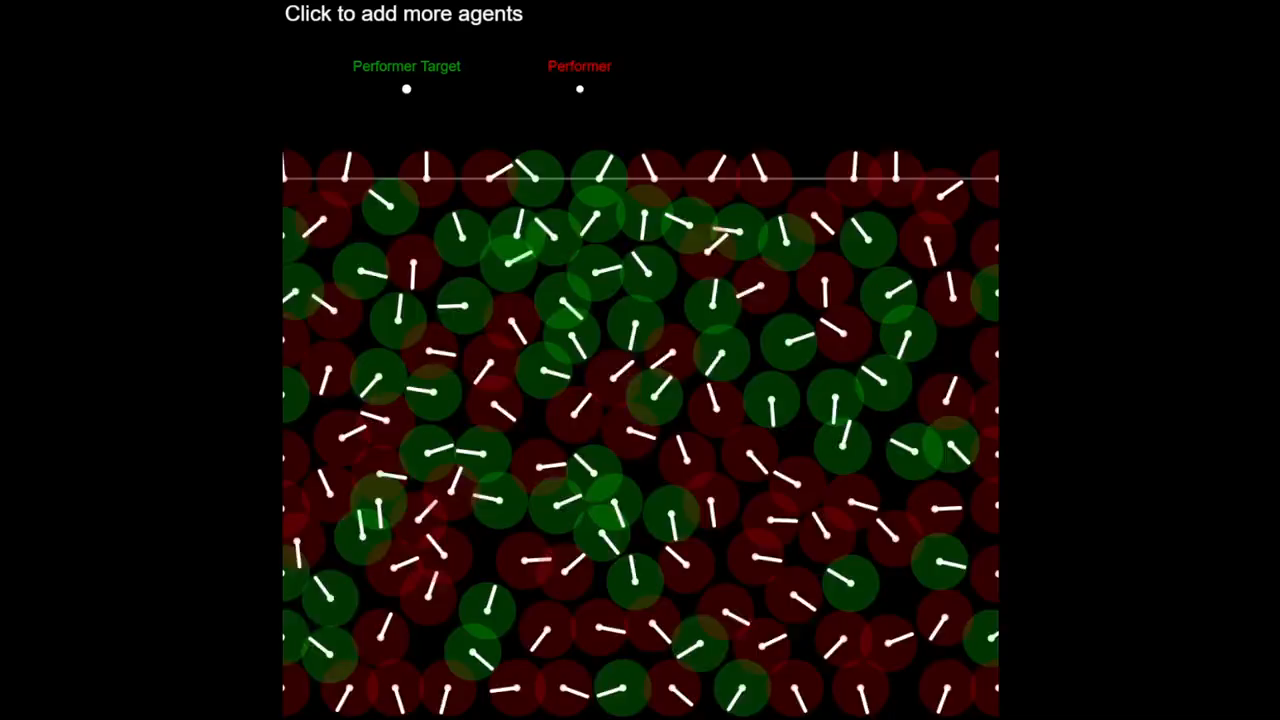 Click to add more agents
Performer Target
Performer